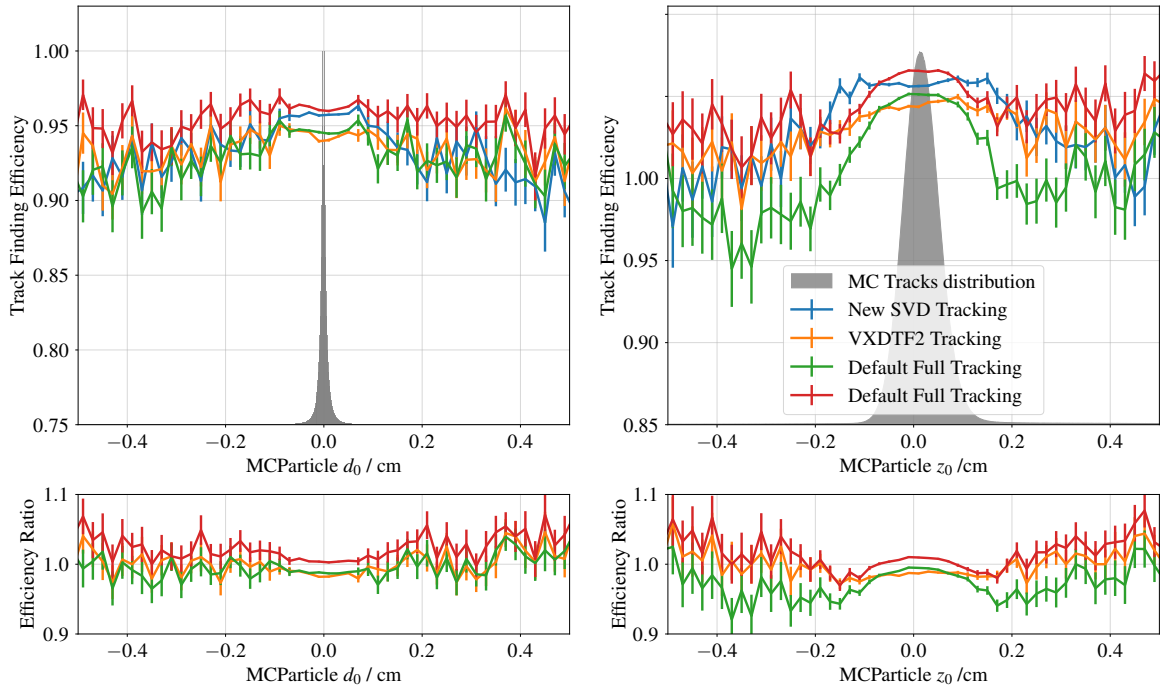 1.00
0.95
0.90
0.85
0.80
0.75
Track Finding Efficiency
−0.4 −0.2 0.0 0.2 0.4
MCParticle d0 / cm
1.00
0.95
0.90
0.85
Track Finding Efficiency
MC Tracks distribution
New SVD Tracking
VXDTF2 Tracking
Default Full Tracking
Default Full Tracking
−0.4 −0.2 0.0 0.2 0.4
MCParticle z0 /cm
1.1
1.0
0.9
Efficiency Ratio
−0.4 −0.2 0.0 0.2 0.4
MCParticle d0 / cm
1.1
1.0
0.9
Efficiency Ratio
−0.4 −0.2 0.0 0.2 0.4
MCParticle z0 /cm